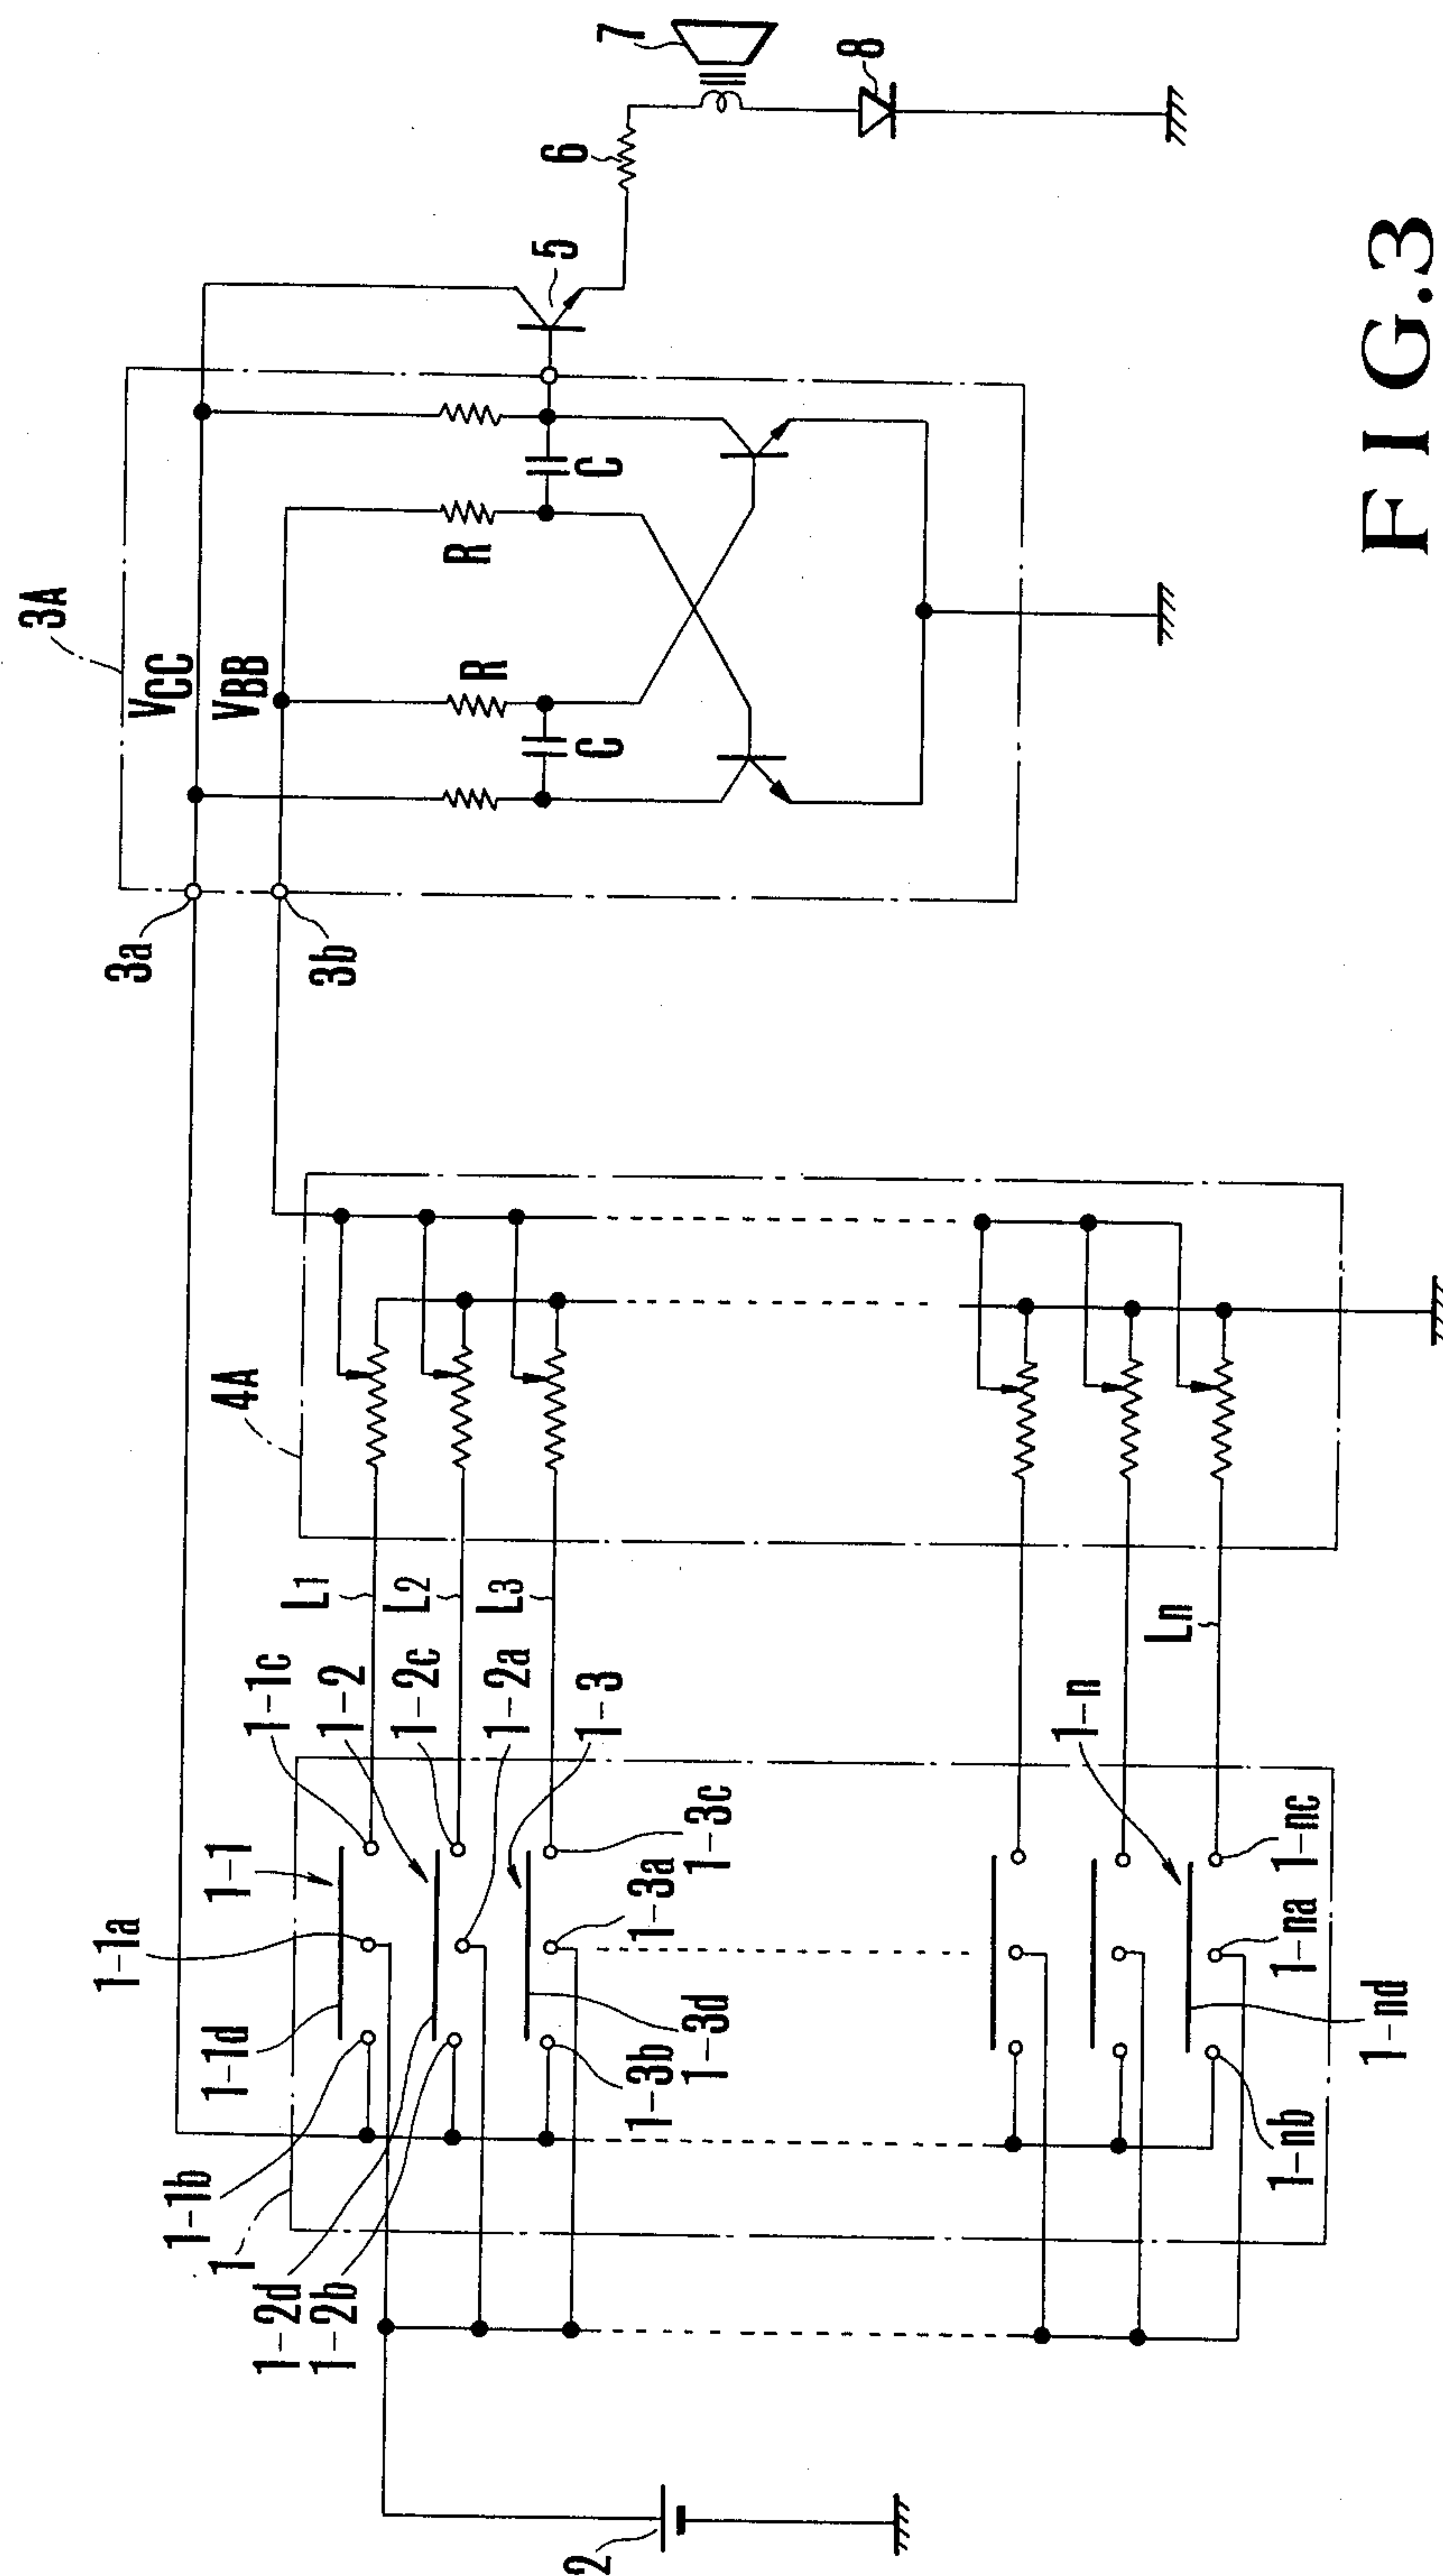 3A
VCC
VBB
3a
3b
R
R
C
C
5
6
7
8
4A
L1
L2
L3
Ln
1-1
1-1a
1-1d
1-1b
1
1-1c
1-2
1-2c
1-2a
1-3
1-2d
1-2b
1-3c
1-3a
1-3d
1-3b
1-n
1-nc
1-na
1-nd
1-nb
2
FIG.3